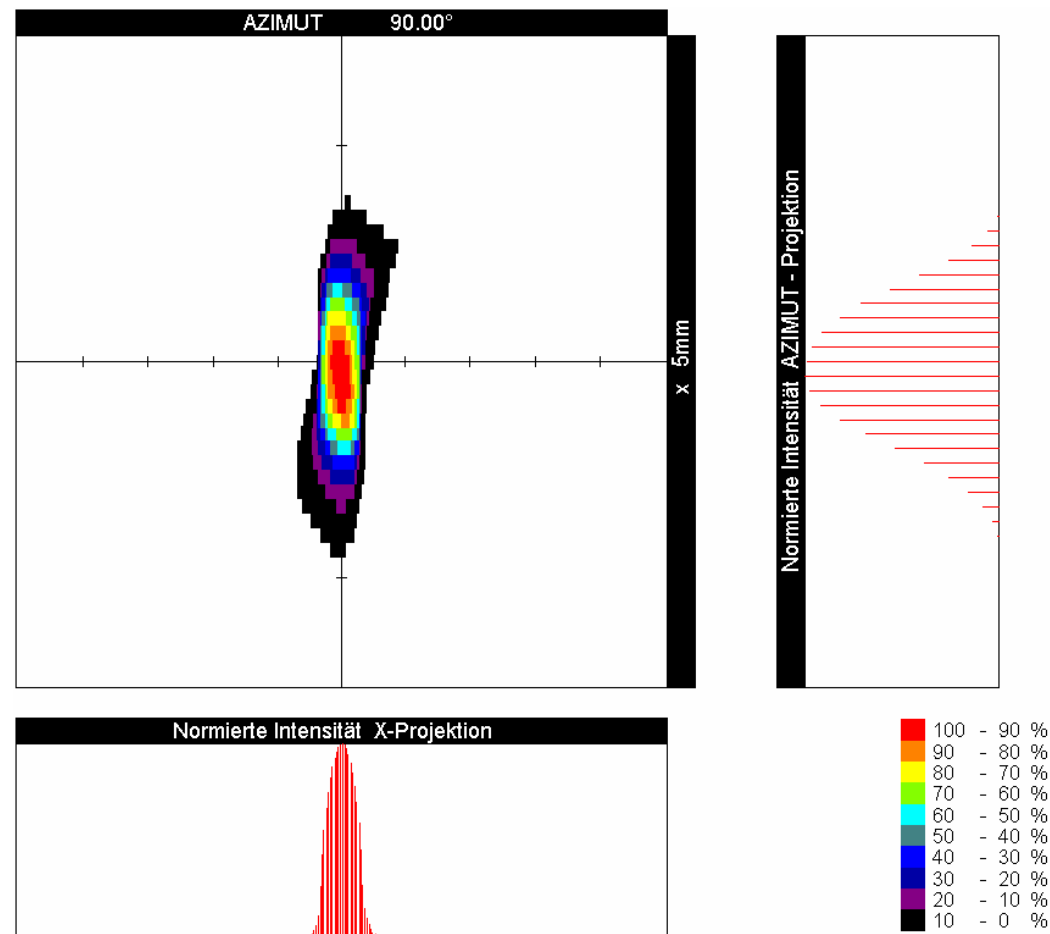 AZIMUT 90.00°
x 5mm
Normierte Intensität AZIMUT - Projektion
Normierte Intensität X-Projektion
100 - 90 %
90 - 80 %
80 - 70 %
70 - 60 %
60 - 50 %
50 - 40 %
40 - 30 %
30 - 20 %
20 - 10 %
10 - 0 %